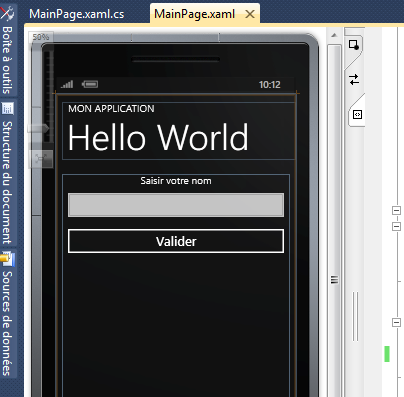 MainPage.xaml.cs
MainPage.xaml
Boîte à outils
Structure du document
Sources de données
50%
10:12
MON APPLICATION
Hello World
Saisir votre nom
Valider